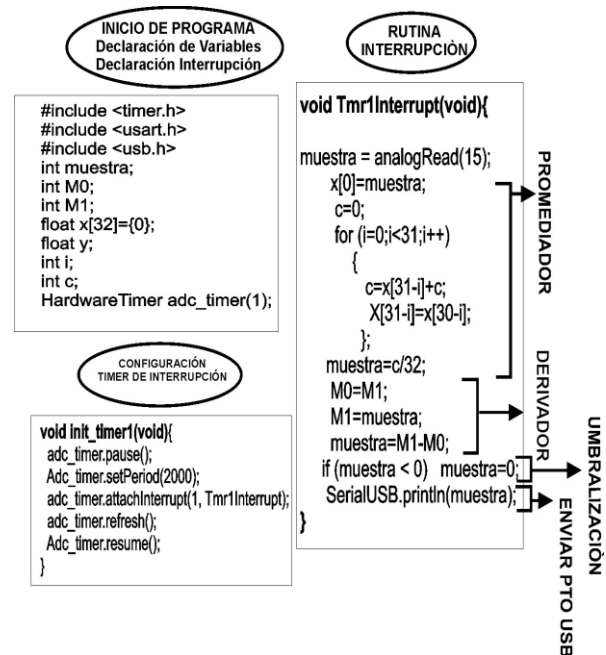 INICIO DE PROGRAMA
Declaración de Variables
Declaración Interrupción
#include <timer.h>
#include <usart.h>
#include <usb.h>
int muestra;
int M0;
int M1;
float x[32]={0};
float y;
int i;
int c;
HardwareTimer adc_timer(1);
CONFIGURACIÓN
TIMER DE INTERRUPCIÓN
void init_timer1(void){
adc_timer.pause();
Adc_timer.setPeriod(2000);
adc_timer.attachInterrupt(1, Tmr1Interrupt);
adc_timer.refresh();
Adc_timer.resume();
}
RUTINA
INTERRUPCIÒN
void Tmr1Interrupt(void){
muestra = analogRead(15);
x[0]=muestra;
c=0;
for (i=0;i<31;i++)
{
c=x[31-i]+c;
X[31-i]=x[30-i];
};
muestra=c/32;
M0=M1;
M1=muestra;
muestra=M1-M0;
if (muestra < 0) muestra=0;
SerialUSB.println(muestra);
}
PROMEDIADOR
DERIVADOR
UMBRALIZACIÒN
ENVIAR PTO USB